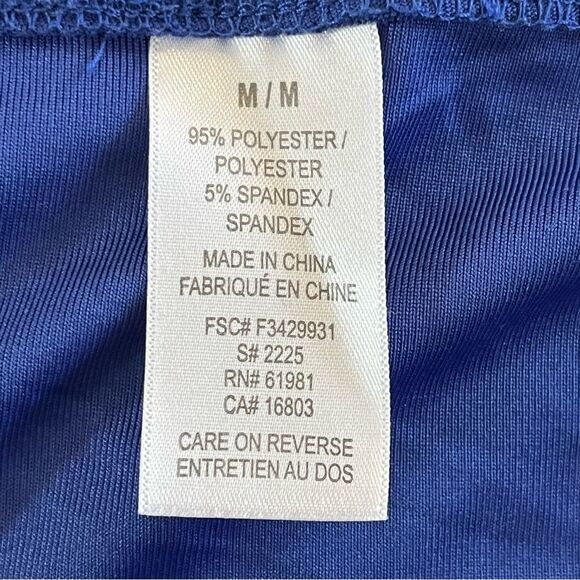 M / M
95% POLYESTER /
POLYESTER
5% SPANDEX /
SPANDEX
MADE IN CHINA
FABRIQUÉ EN CHINE
FSC# F3429931
S# 2225
RN# 61981
CA# 16803
CARE ON REVERSE
ENTRETIEN AU DOS